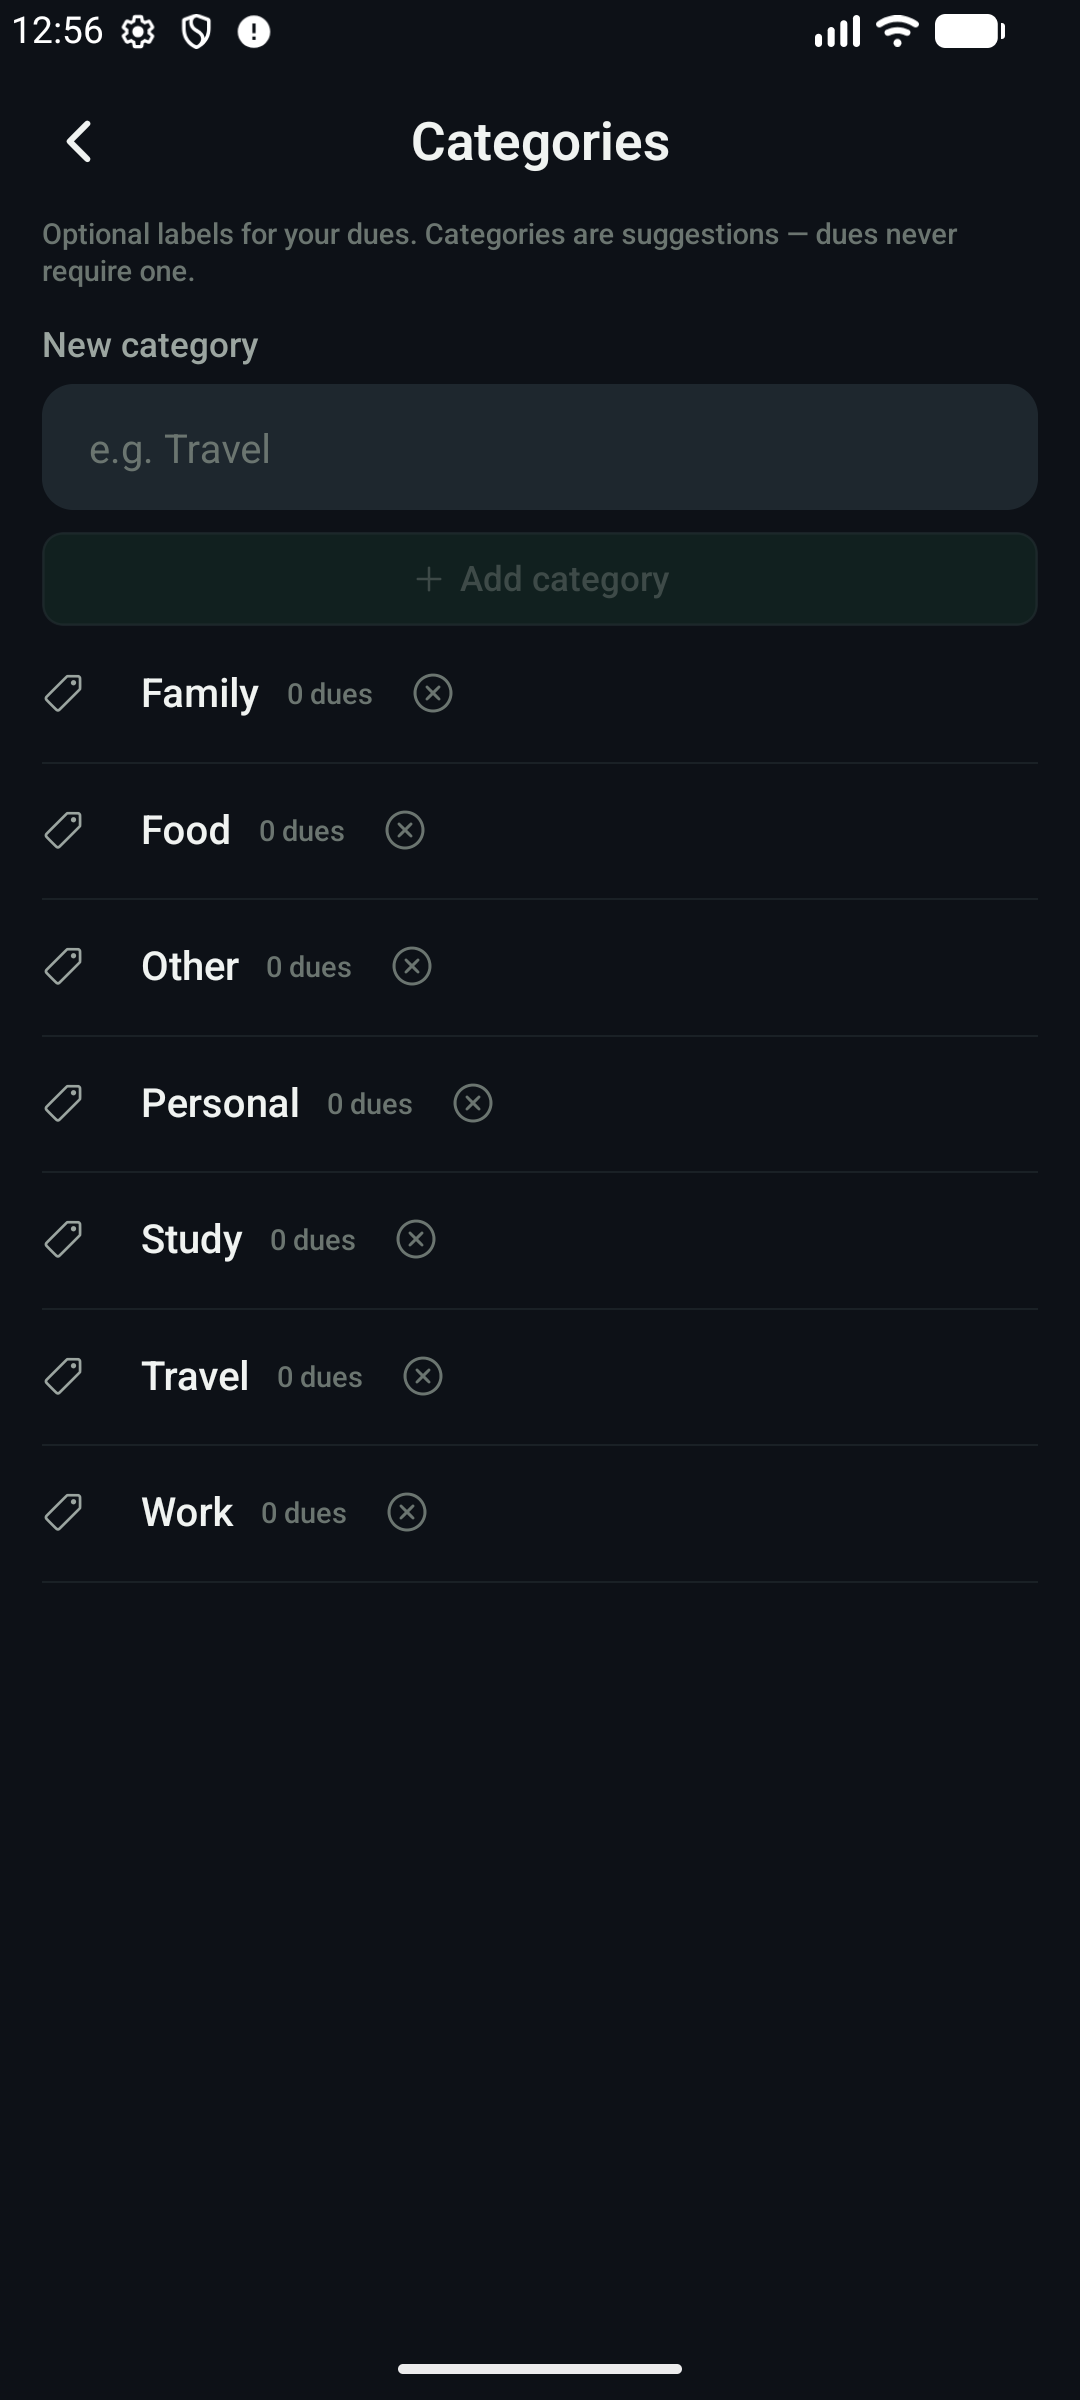 12:56
Categories
Optional labels for your dues. Categories are suggestions — dues never
require one.
New category
e.g. Travel
+ Add category
Family 0 dues
Food 0 dues
Other 0 dues
Personal 0 dues
Study 0 dues
Travel 0 dues
Work 0 dues